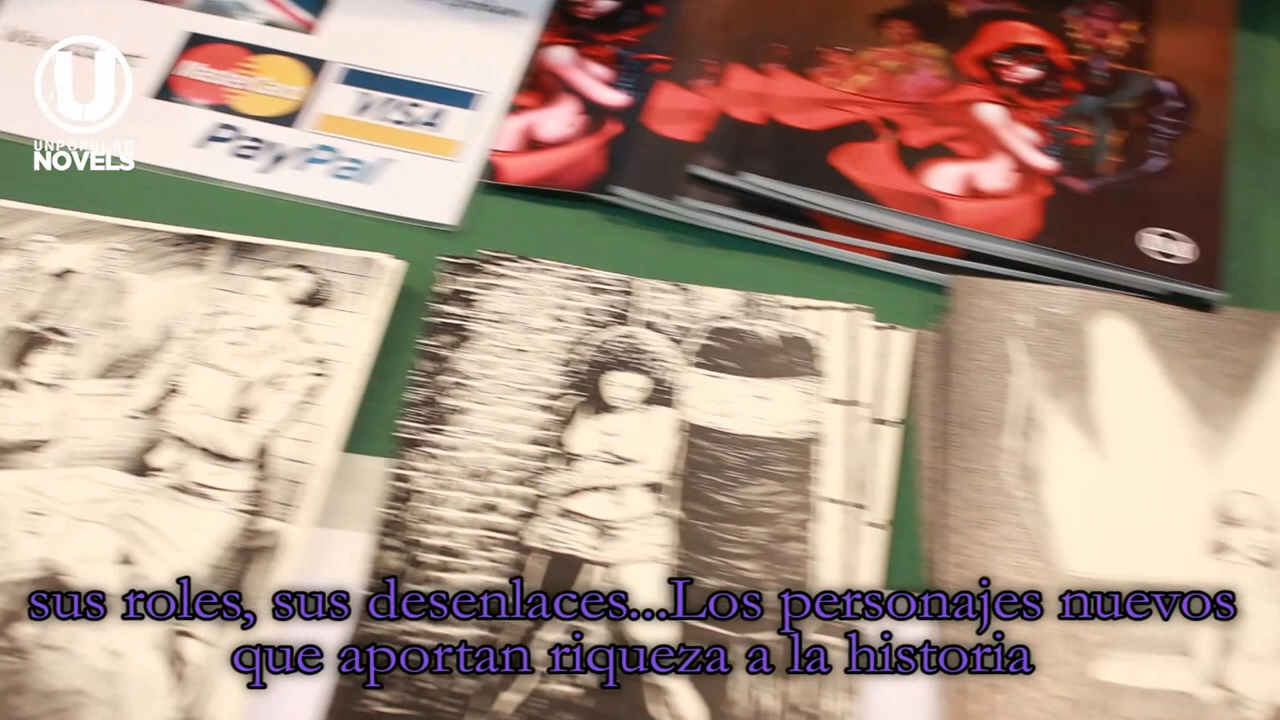 UNPOPULAR
NOVELS
MasterCard
VISA
PayPal
sus roles, sus desenlaces...Los personajes nuevos
que aportan riqueza a la historia